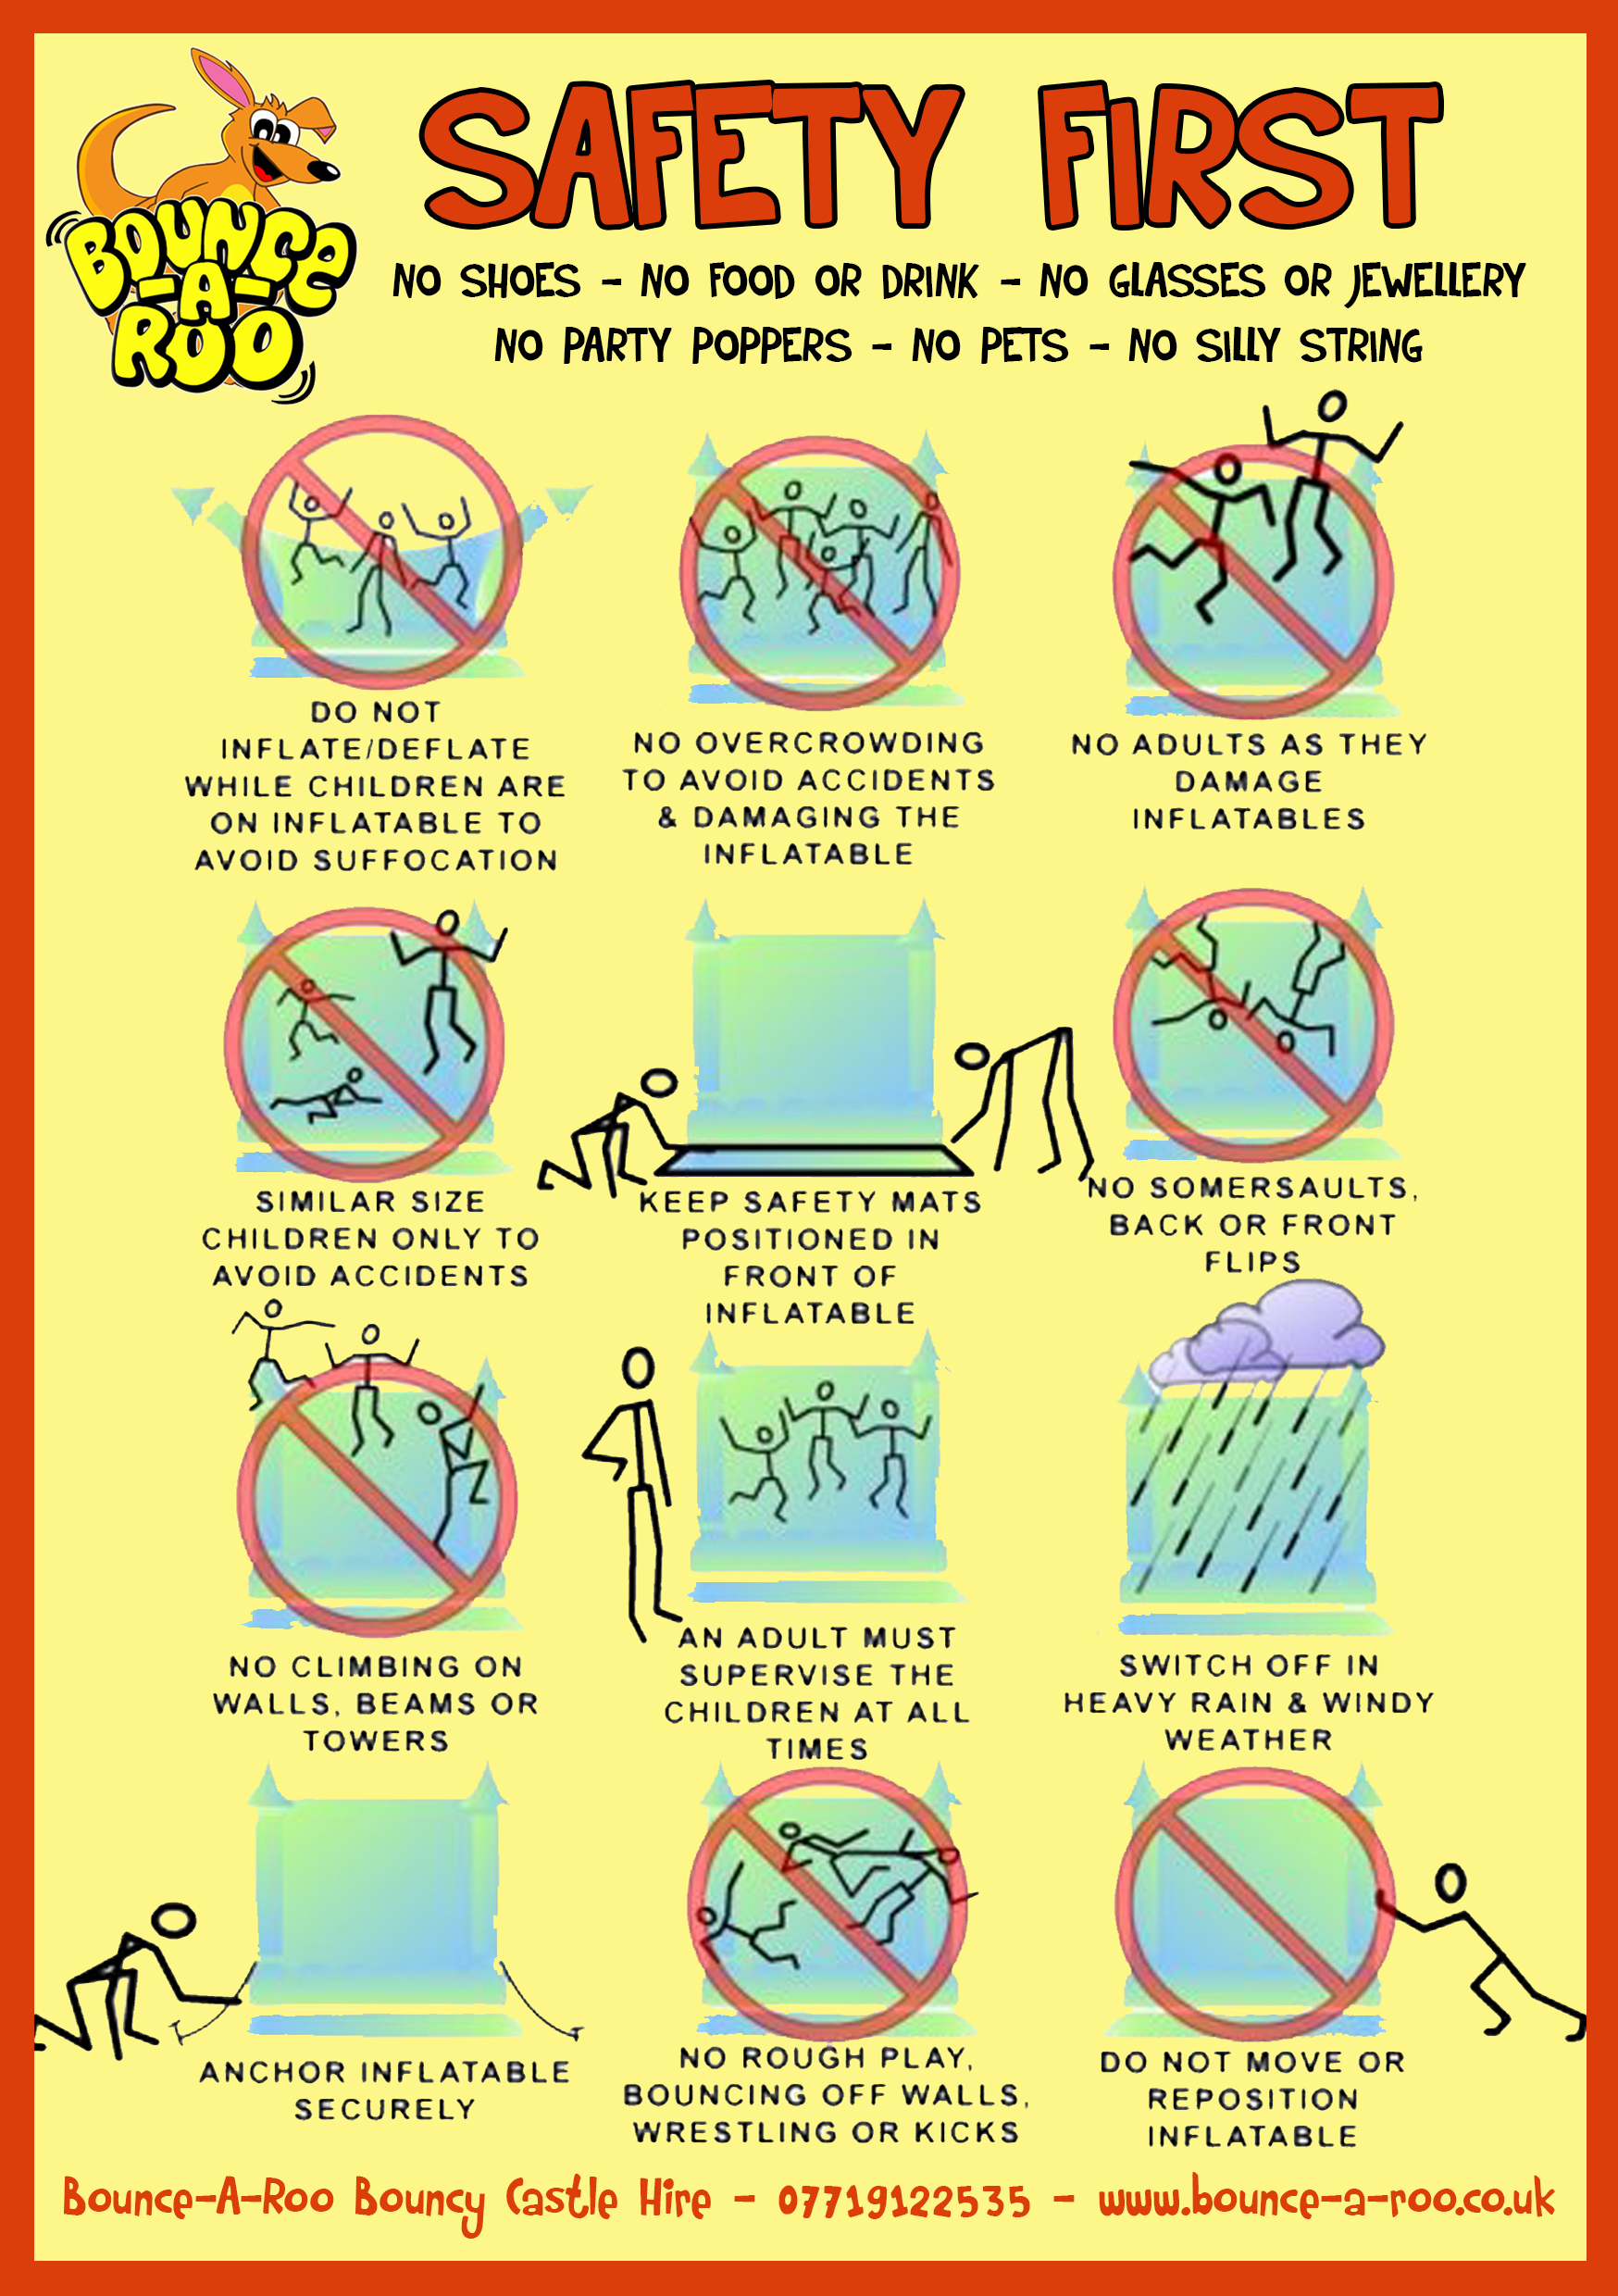 BOUNCE
-A-
ROO
SAFETY FIRST
NO SHOES - NO FOOD OR DRINK - NO GLASSES OR JEWELLERY
NO PARTY POPPERS - NO PETS - NO SILLY STRING
DO NOT
INFLATE/DEFLATE
WHILE CHILDREN ARE
ON INFLATABLE TO
AVOID SUFFOCATION
NO OVERCROWDING
TO AVOID ACCIDENTS
& DAMAGING THE
INFLATABLE
NO ADULTS AS THEY
DAMAGE
INFLATABLES
SIMILAR SIZE
CHILDREN ONLY TO
AVOID ACCIDENTS
KEEP SAFETY MATS
POSITIONED IN
FRONT OF
INFLATABLE
NO SOMERSAULTS,
BACK OR FRONT
FLIPS
NO CLIMBING ON
WALLS, BEAMS OR
TOWERS
AN ADULT MUST
SUPERVISE THE
CHILDREN AT ALL
TIMES
SWITCH OFF IN
HEAVY RAIN & WINDY
WEATHER
ANCHOR INFLATABLE
SECURELY
NO ROUGH PLAY,
BOUNCING OFF WALLS,
WRESTLING OR KICKS
DO NOT MOVE OR
REPOSITION
INFLATABLE
Bounce-A-Roo Bouncy Castle Hire - 07719122535 - www.bounce-a-roo.co.uk